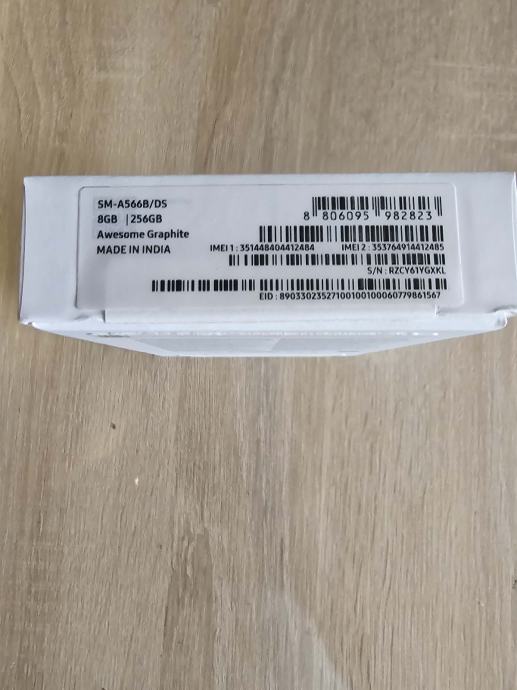 SM-A566B/DS
8GB | 256GB
Awesome Graphite
MADE IN INDIA
8 806095 982823
IMEI 1 : 351448404412484 IMEI 2 : 353764914412485
S/N : RZCY61YGXKL
EID : 89033023527100100100060779861567